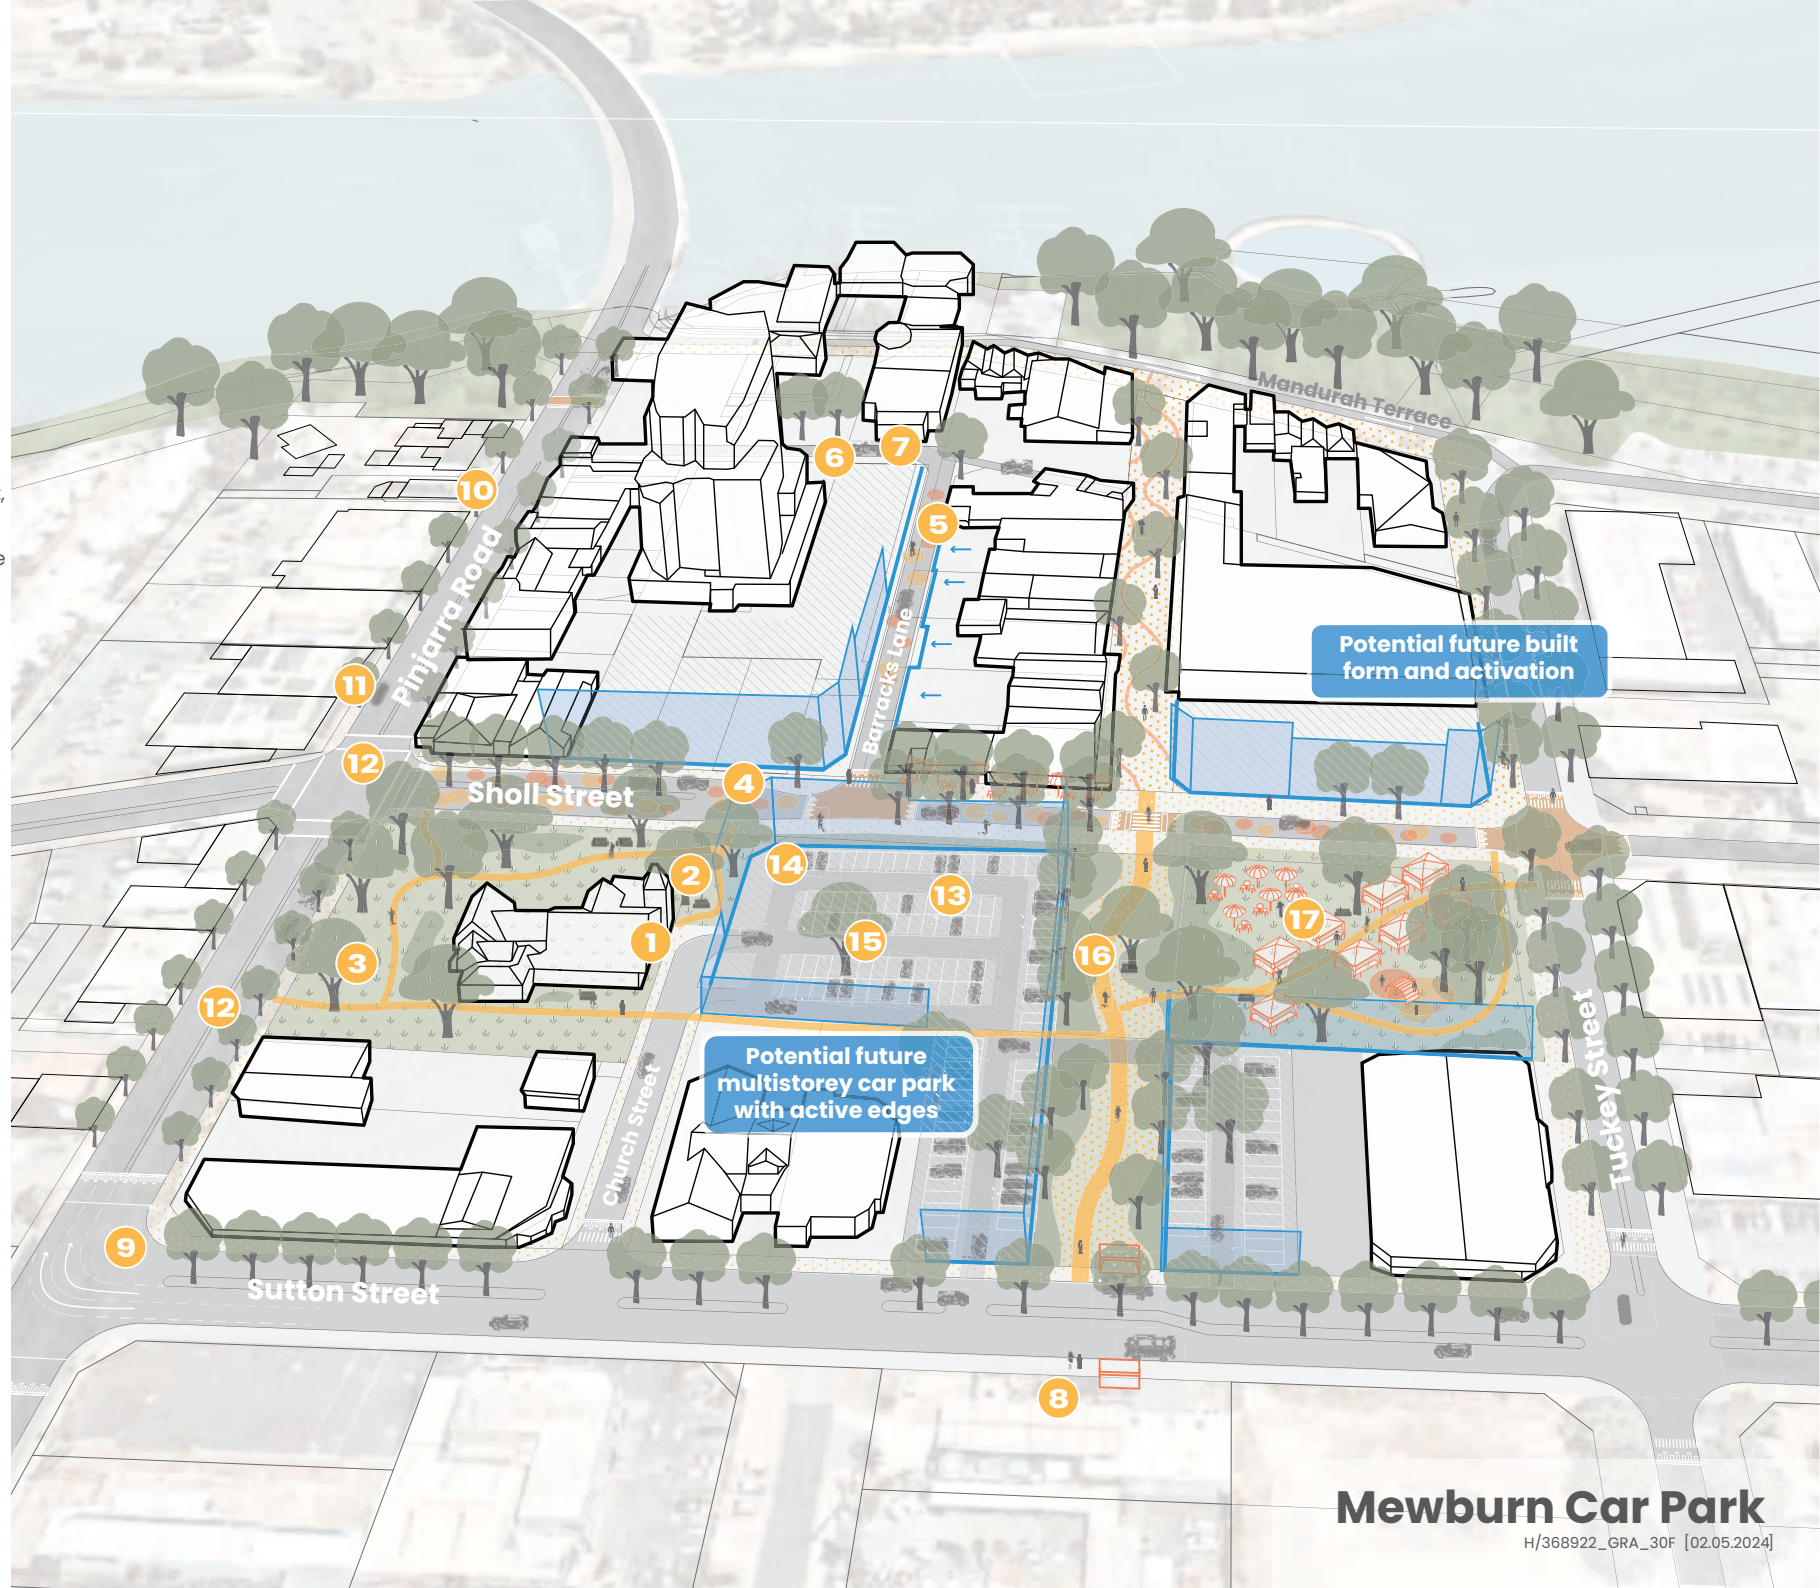 Mandurah Terrace
7
6
10
5
Pinjarra Road
Potential future built
form and activation
11
Barracks Lane
12
4
Sholl Street
14
2
13
17
1
15
16
3
12
Potential future
multistorey car park
with active edges
Tuckey Street
Church Street
9
Sutton Street
8
Mewburn Car Park
H/368922_GRA_30F [02.05.2024]